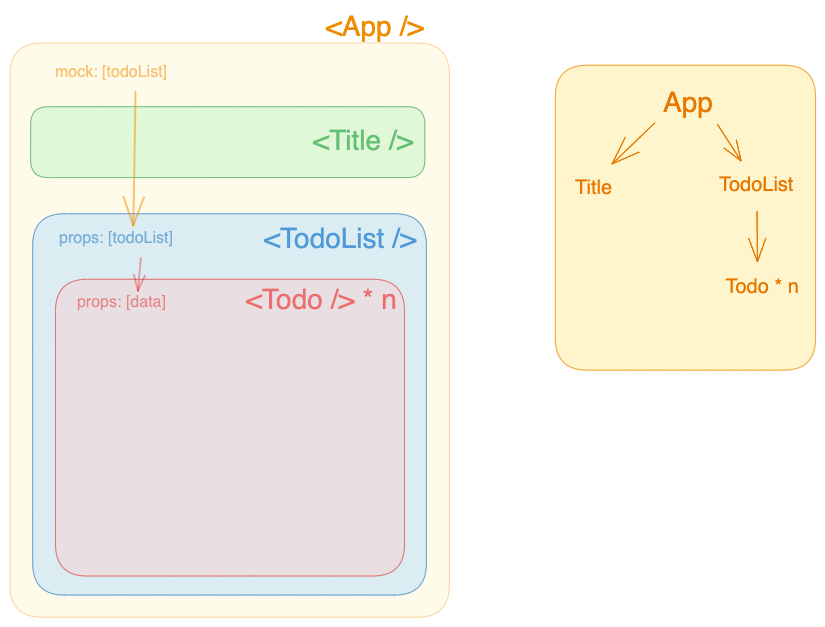 <App />
mock: [todoList]
<Title />
props: [todoList]
<TodoList />
props: [data]
<Todo /> * n
App
Title
TodoList
Todo * n